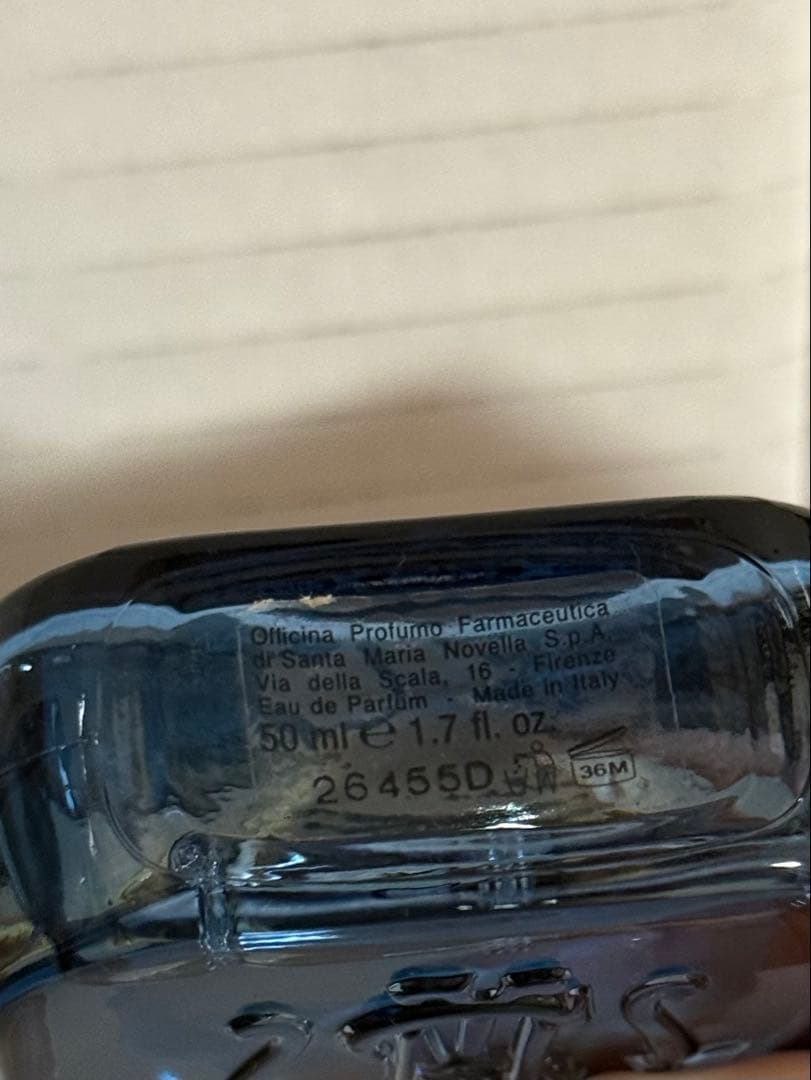 Officina Profumo Farmaceutica
di Santa Maria Novella S.p.A.
Via della Scala, 16 - Firenze
Eau de Parfum - Made in Italy
50 ml e 1.7 fl. oz.
26455D 36M